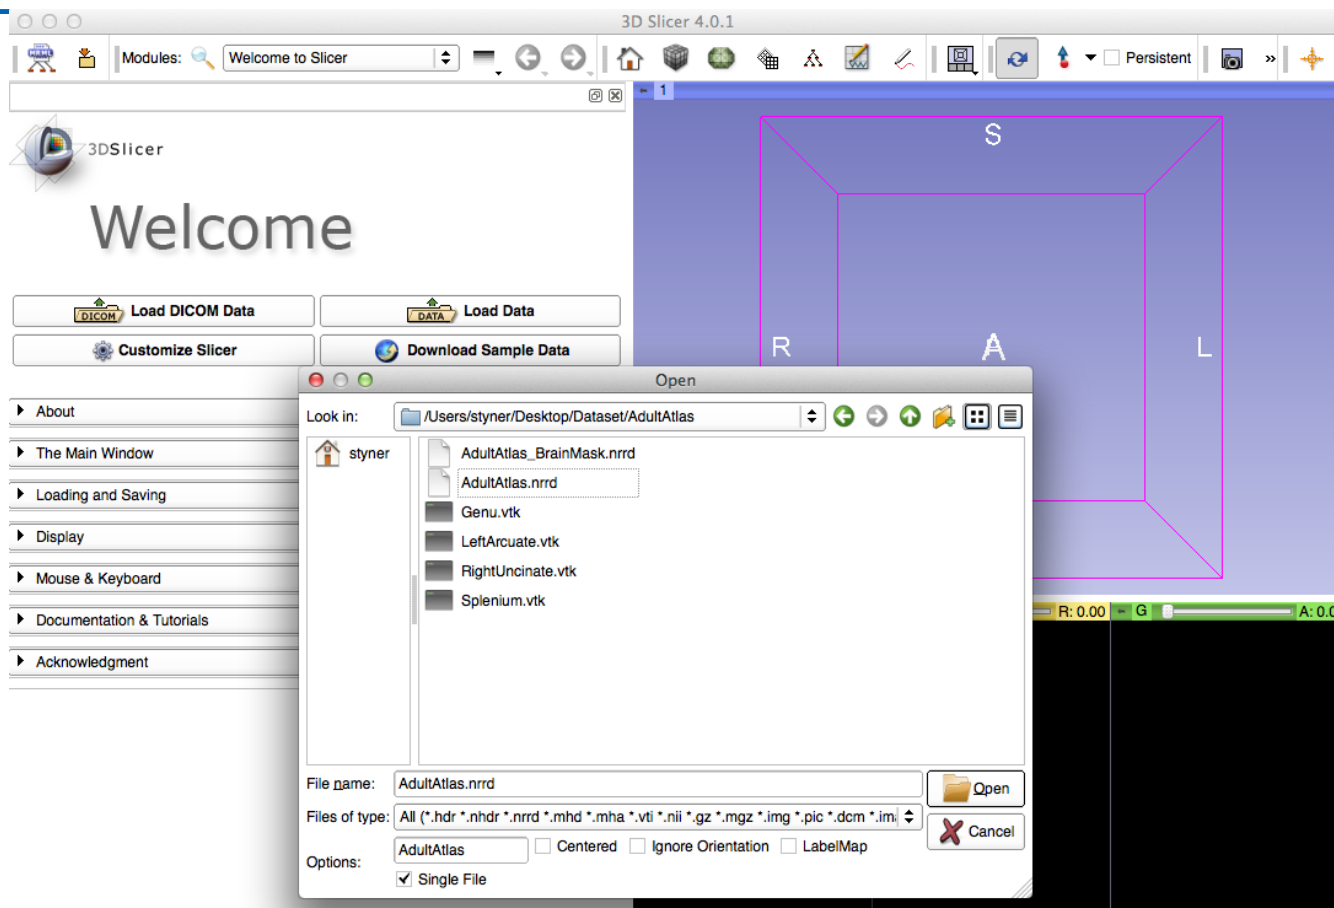 3D Slicer 4.0.1
Modules: Welcome to Slicer Persistent »
1
3DSlicer
S
Welcome
DICOM Load DICOM Data DATA Load Data
Customize Slicer Download Sample Data
R A L
Open
About
Look in: /Users/styner/Desktop/Dataset/AdultAtlas
The Main Window
styner AdultAtlas_BrainMask.nrrd
AdultAtlas.nrrd
Loading and Saving
Genu.vtk
Display
LeftArcuate.vtk
Mouse & Keyboard
RightUncinate.vtk
Splenium.vtk
R: 0.00 G A: 0.0
Documentation & Tutorials
Acknowledgment
File name: AdultAtlas.nrrd Open
Files of type: All (*.hdr *.nhdr *.nrrd *.mhd *.mha *.vti *.nii *.gz *.mgz *.img *.pic *.dcm *.im
Cancel
Options: AdultAtlas Centered Ignore Orientation LabelMap
Single File